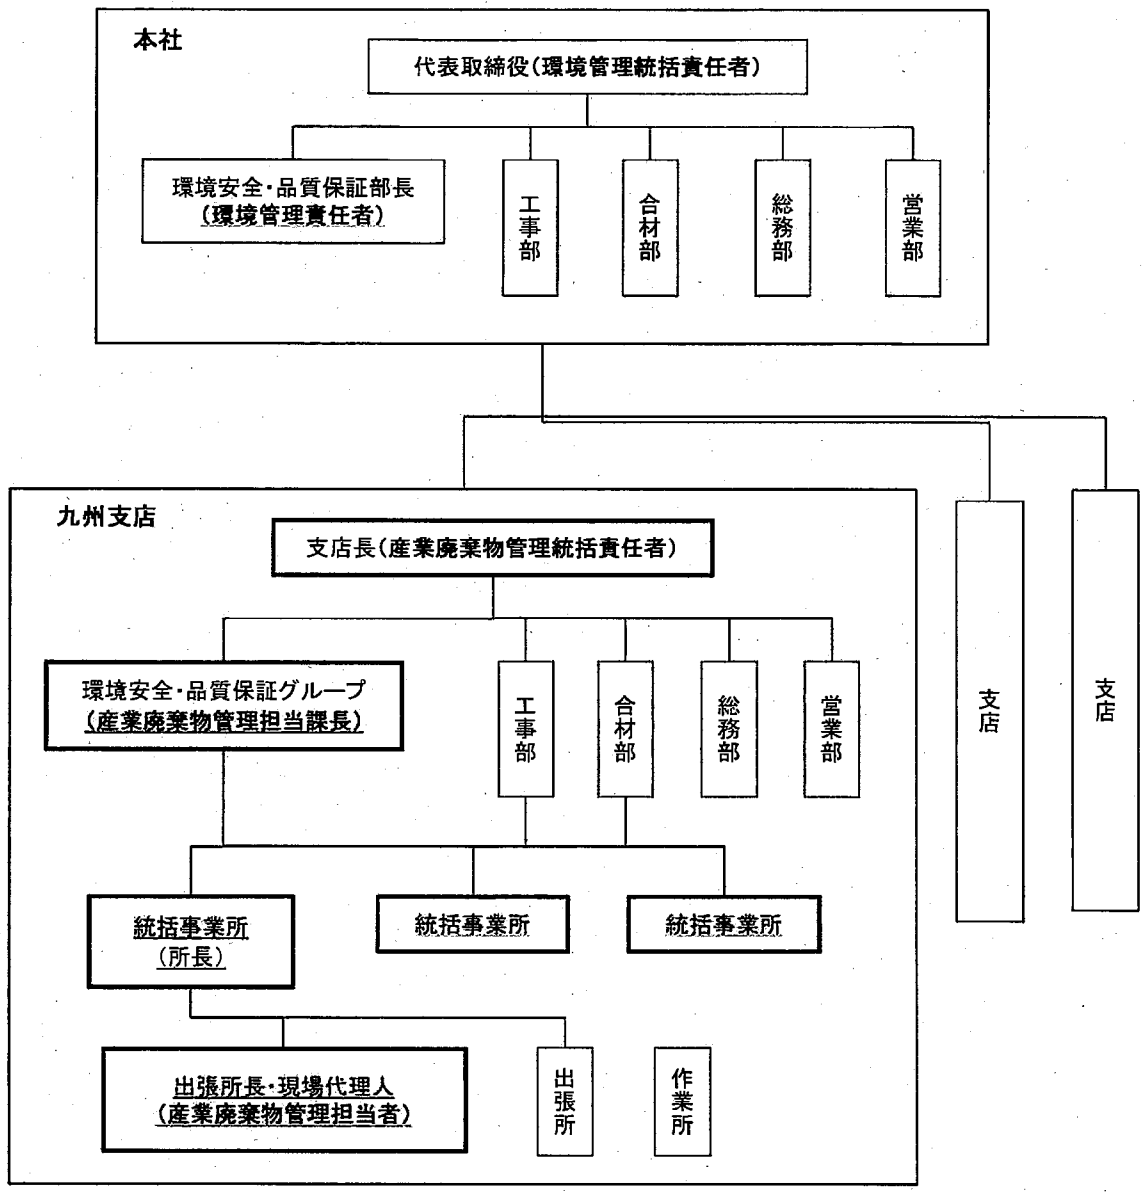 本社
代表取締役(環境管理統括責任者)
環境安全・品質保証部長
(環境管理責任者)
工事部
合材部
総務部
営業部
九州支店
支店長(産業廃棄物管理統括責任者)
環境安全・品質保証グループ
(産業廃棄物管理担当課長)
工事部
合材部
総務部
営業部
支店
支店
統括事業所
(所長)
統括事業所
統括事業所
出張所長・現場代理人
(産業廃棄物管理担当者)
出張所
作業所